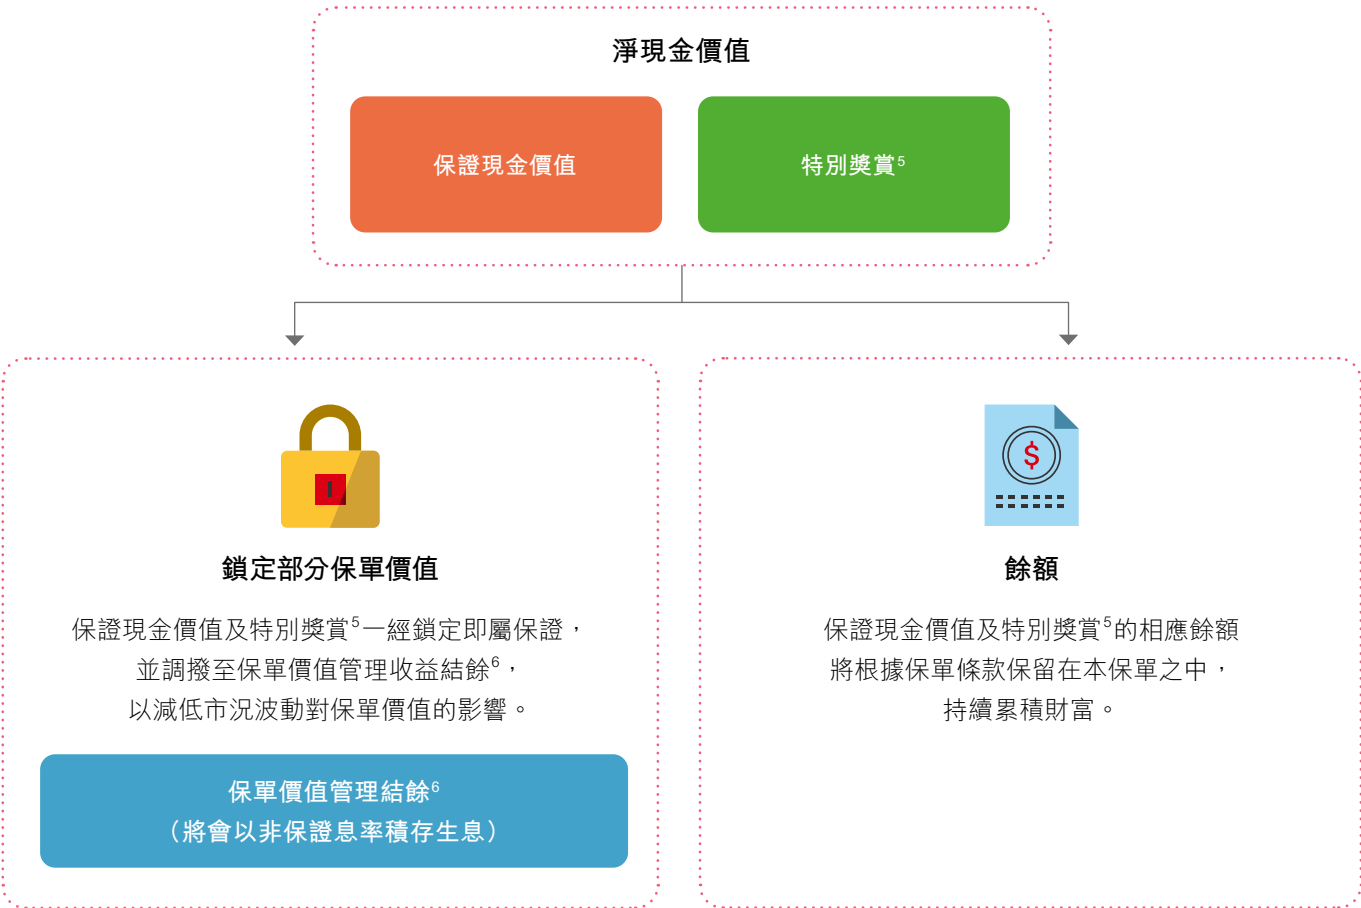 淨現金價值
保證現金價值
特別獎賞5
鎖定部分保單價值
保證現金價值及特別獎賞5一經鎖定即屬保證，
並調撥至保單價值管理收益結餘6，
以減低市況波動對保單價值的影響。
保單價值管理結餘6
（將會以非保證息率積存生息）
$
餘額
保證現金價值及特別獎賞5的相應餘額
將根據保單條款保留在本保單之中，
持續累積財富。